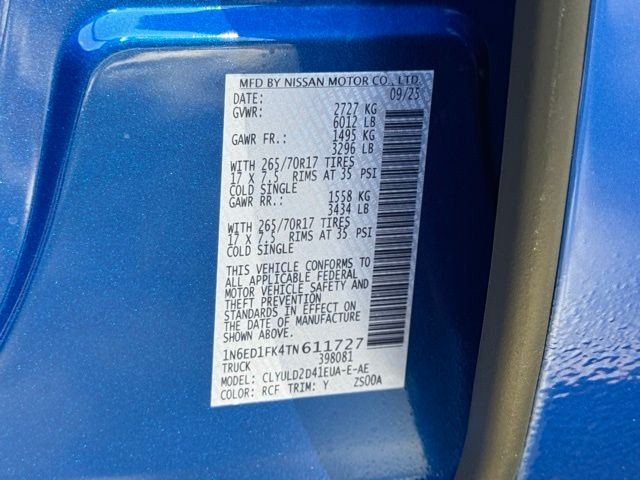 MFD BY NISSAN MOTOR CO., LTD.
DATE: 09/25
GVWR: 2727 KG
6012 LB
GAWR FR.: 1495 KG
3296 LB
WITH 265/70R17 TIRES
17 X 7.5 RIMS AT 35 PSI
COLD SINGLE
GAWR RR.: 1558 KG
3434 LB
WITH 265/70R17 TIRES
17 X 7.5 RIMS AT 35 PSI
COLD SINGLE
THIS VEHICLE CONFORMS TO
ALL APPLICABLE FEDERAL
MOTOR VEHICLE SAFETY AND
THEFT PREVENTION
STANDARDS IN EFFECT ON
THE DATE OF MANUFACTURE
SHOWN ABOVE.
1N6ED1FK4TN611727
TRUCK 398081
MODEL: CLYULD2D41EUA-E-AE
COLOR: RCF TRIM: Y ZS00A